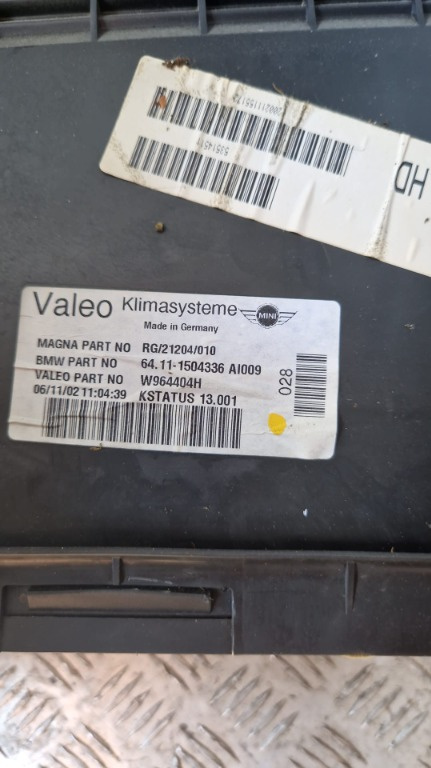 HD
Valeo Klimasysteme MINI
Made in Germany
MAGNA PART NO RG/21204/010
BMW PART NO 64.11-1504336 AI009
VALEO PART NO W964404H
06/11/02 11:04:39 KSTATUS 13.001
028